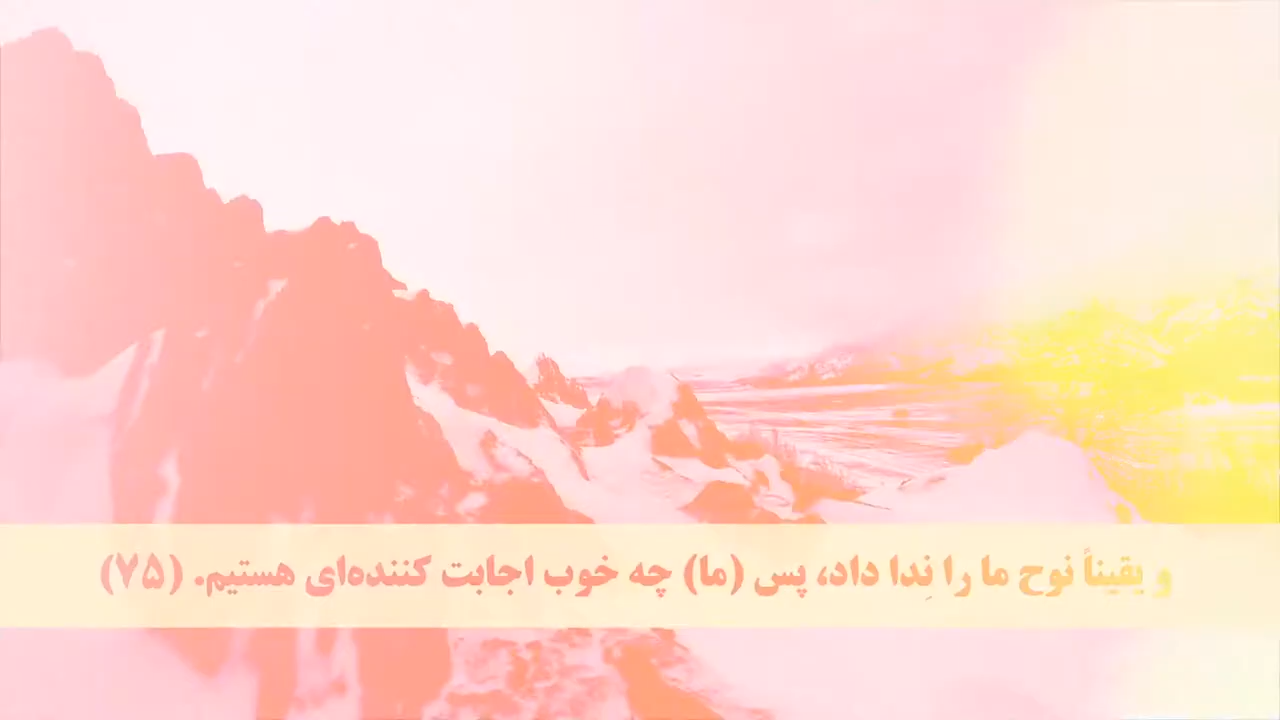 و یقیناً نوح ما را نِدا داد، پس (ما) چه خوب اجابت کننده‌ای هستیم. (۷۵)